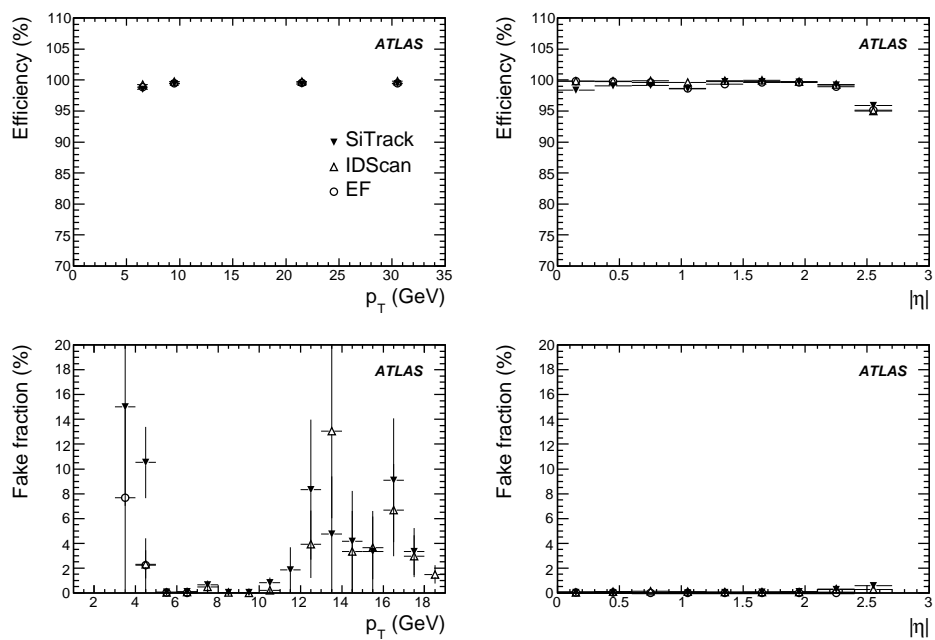 Efficiency (%)
110
105
100
95
90
85
80
75
70
ATLAS
SiTrack
IDScan
EF
0 5 10 15 20 25 30 35
p_T (GeV)
Efficiency (%)
110
105
100
95
90
85
80
75
70
ATLAS
0 0.5 1 1.5 2 2.5 3
|η|
Fake fraction (%)
20
18
16
14
12
10
8
6
4
2
0
ATLAS
2 4 6 8 10 12 14 16 18
p_T (GeV)
Fake fraction (%)
20
18
16
14
12
10
8
6
4
2
0
ATLAS
0 0.5 1 1.5 2 2.5 3
|η|